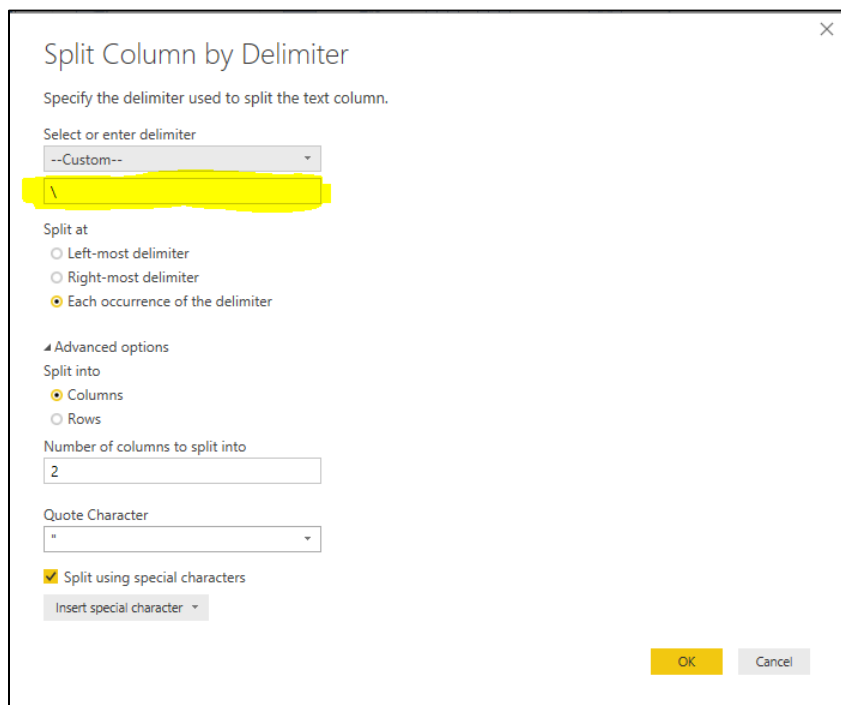 Split Column by Delimiter
Specify the delimiter used to split the text column.
Select or enter delimiter
--Custom--
\
Split at
Left-most delimiter
Right-most delimiter
Each occurrence of the delimiter
Advanced options
Split into
Columns
Rows
Number of columns to split into
2
Quote Character
"
Split using special characters
Insert special character
OK Cancel